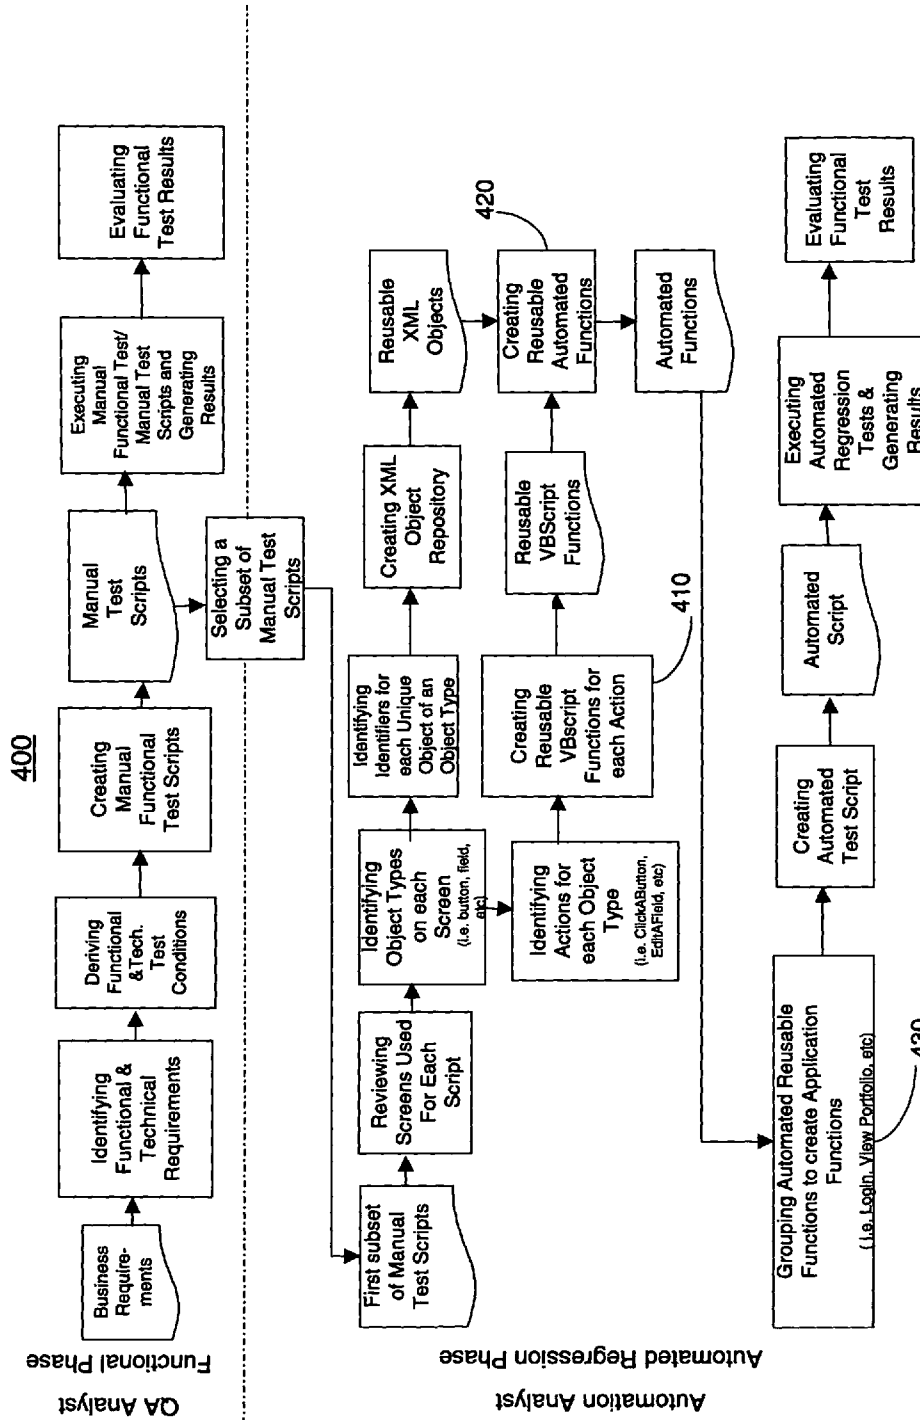 400
QA Analyst
Functional Phase
Business
Require-
ments
Identifying
Functional &
Technical
Requirements
Deriving
Functional
&Tech.
Test
Conditions
Creating
Manual
Functional
Test Scripts
Manual
Test
Scripts
Executing
Manual
Functional Test/
Manual Test
Scripts and
Generating
Results
Evaluating
Functional
Test Results
Selecting a
Subset of
Manual Test
Scripts
Automation Analyst
Automated Regression Phase
First subset
of Manual
Test Scripts
Reviewing
Screens Used
For Each
Script
Identifying
Object Types
on each
Screen
(i.e. button, field,
etc)
Identifying
Identifiers for
each Unique
Object of an
Object Type
Creating XML
Object
Repository
Reusable
XML
Objects
Identifying
Actions for
each Object
Type
(i.e. ClickAButton,
EditAField, etc)
Creating
Reusable
VBscript
Functions for
each Action
410
Reusable
VBScript
Functions
Creating
Reusable
Automated
Functions
420
Automated
Functions
Grouping Automated Reusable
Functions to create Application
Functions
( i.e. Login, View Portfolio, etc)
430
Creating
Automated
Test Script
Automated
Script
Executing
Automated
Regression
Tests &
Generating
Results
Evaluating
Functional
Test
Results